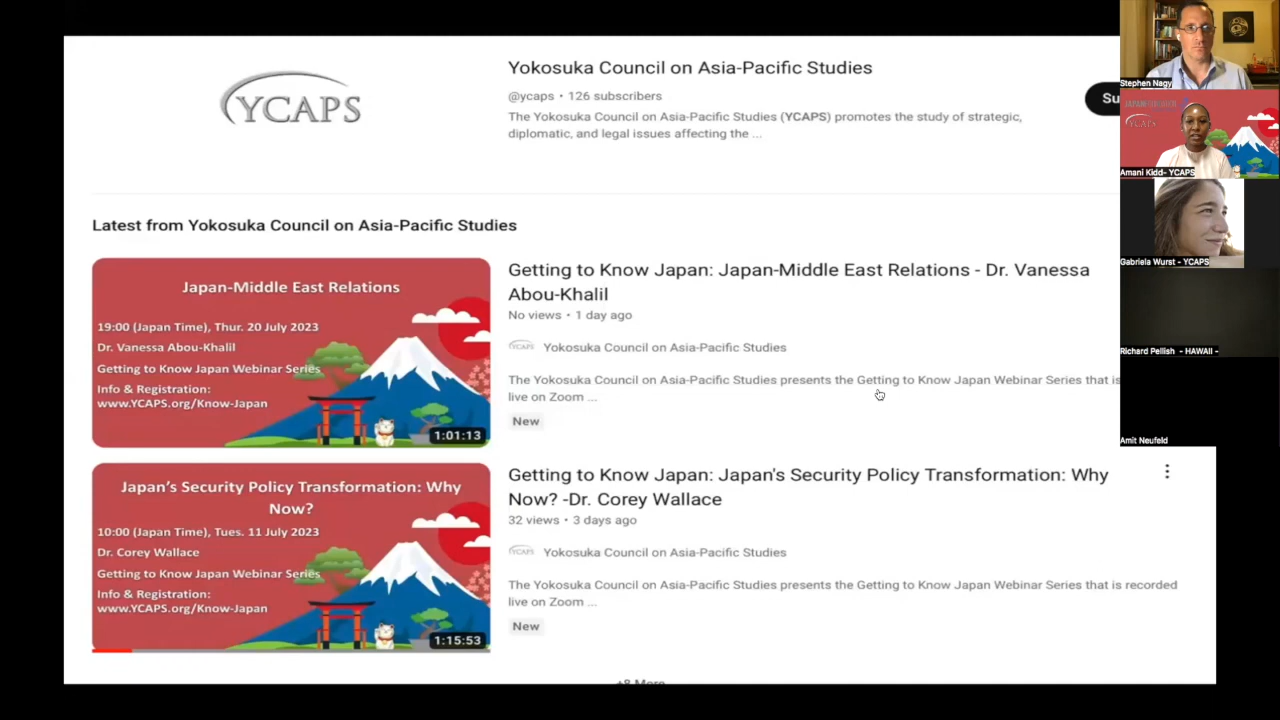 YCAPS
Yokosuka Council on Asia-Pacific Studies
@ycaps • 126 subscribers
The Yokosuka Council on Asia-Pacific Studies (YCAPS) promotes the study of strategic,
diplomatic, and legal issues affecting the ...
Su
Latest from Yokosuka Council on Asia-Pacific Studies
Japan-Middle East Relations
19:00 (Japan Time), Thur. 20 July 2023
Dr. Vanessa Abou-Khalil
Getting to Know Japan Webinar Series
Info & Registration:
www.YCAPS.org/Know-Japan
1:01:13
Getting to Know Japan: Japan-Middle East Relations - Dr. Vanessa
Abou-Khalil
No views • 1 day ago
YCAPS
Yokosuka Council on Asia-Pacific Studies
The Yokosuka Council on Asia-Pacific Studies presents the Getting to Know Japan Webinar Series that is
live on Zoom ...
New
Japan's Security Policy Transformation: Why
Now?
10:00 (Japan Time), Tues. 11 July 2023
Dr. Corey Wallace
Getting to Know Japan Webinar Series
Info & Registration:
www.YCAPS.org/Know-Japan
1:15:53
Getting to Know Japan: Japan's Security Policy Transformation: Why
Now? -Dr. Corey Wallace
32 views • 3 days ago
YCAPS
Yokosuka Council on Asia-Pacific Studies
The Yokosuka Council on Asia-Pacific Studies presents the Getting to Know Japan Webinar Series that is recorded
live on Zoom ...
New
+8 More
Stephen Nagy
YCAPS
Amani Kidd- YCAPS
Gabriela Wurst - YCAPS
Richard Pellish - HAWAII -
Amit Neufeld